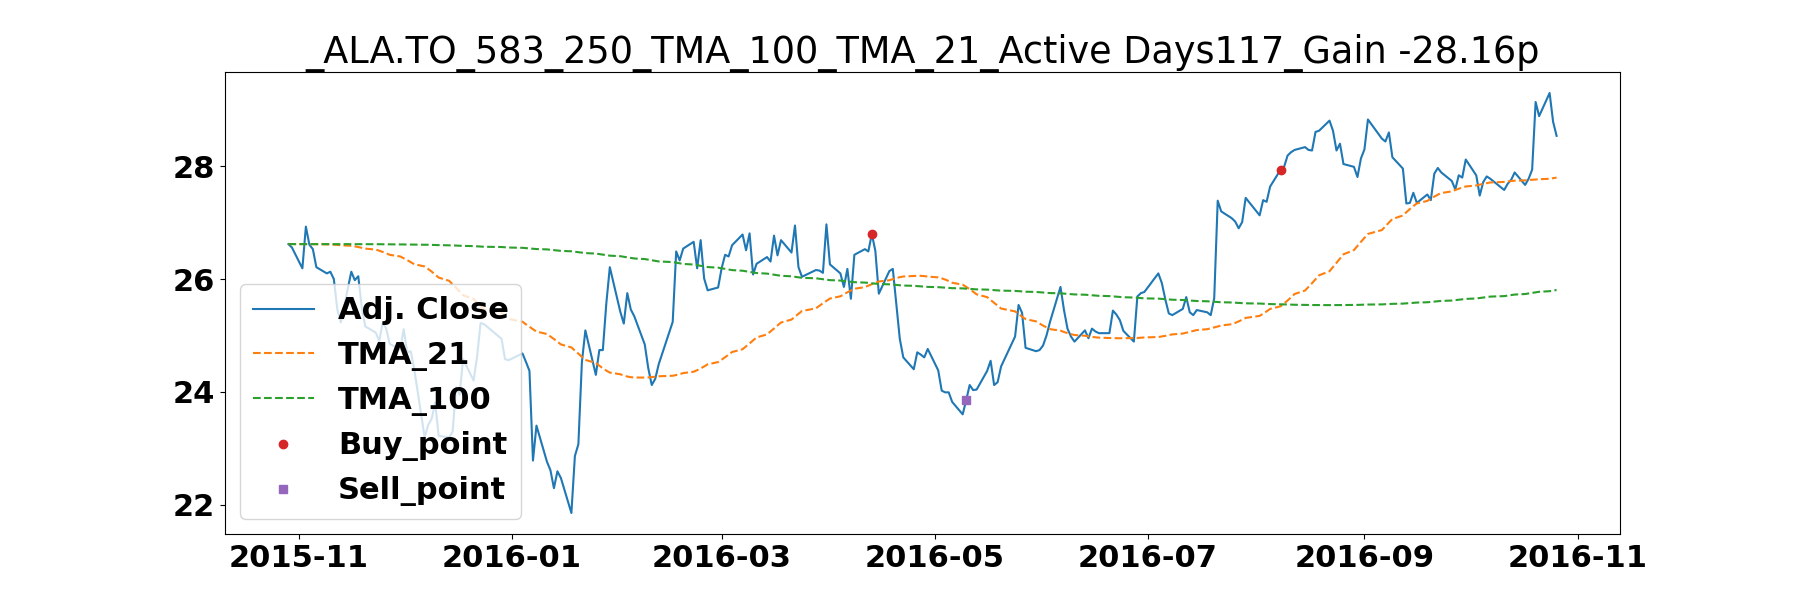 _ALA.TO_583_250_TMA_100_TMA_21_Active Days117_Gain -28.16p
28
26
24
22
Adj. Close
TMA_21
TMA_100
Buy_point
Sell_point
2015-11 2016-01 2016-03 2016-05 2016-07 2016-09 2016-11